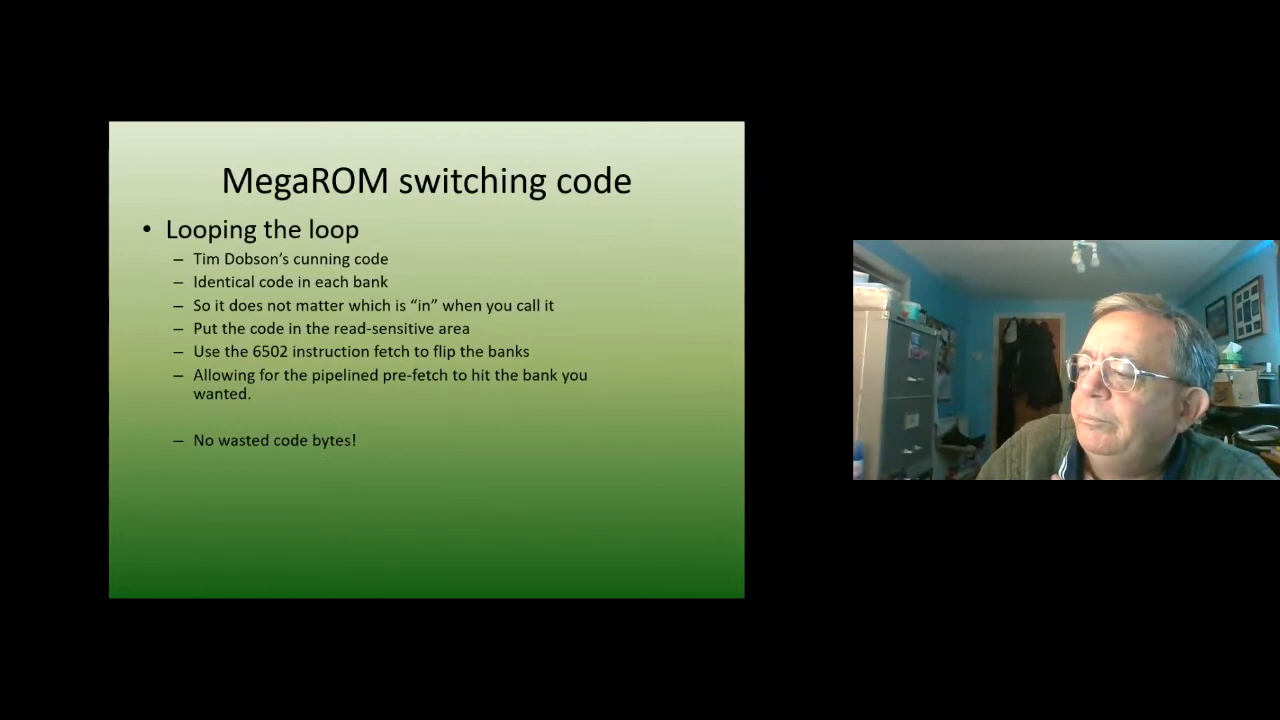 MegaROM switching code
• Looping the loop
– Tim Dobson’s cunning code
– Identical code in each bank
– So it does not matter which is “in” when you call it
– Put the code in the read-sensitive area
– Use the 6502 instruction fetch to flip the banks
– Allowing for the pipelined pre-fetch to hit the bank you
wanted.
– No wasted code bytes!